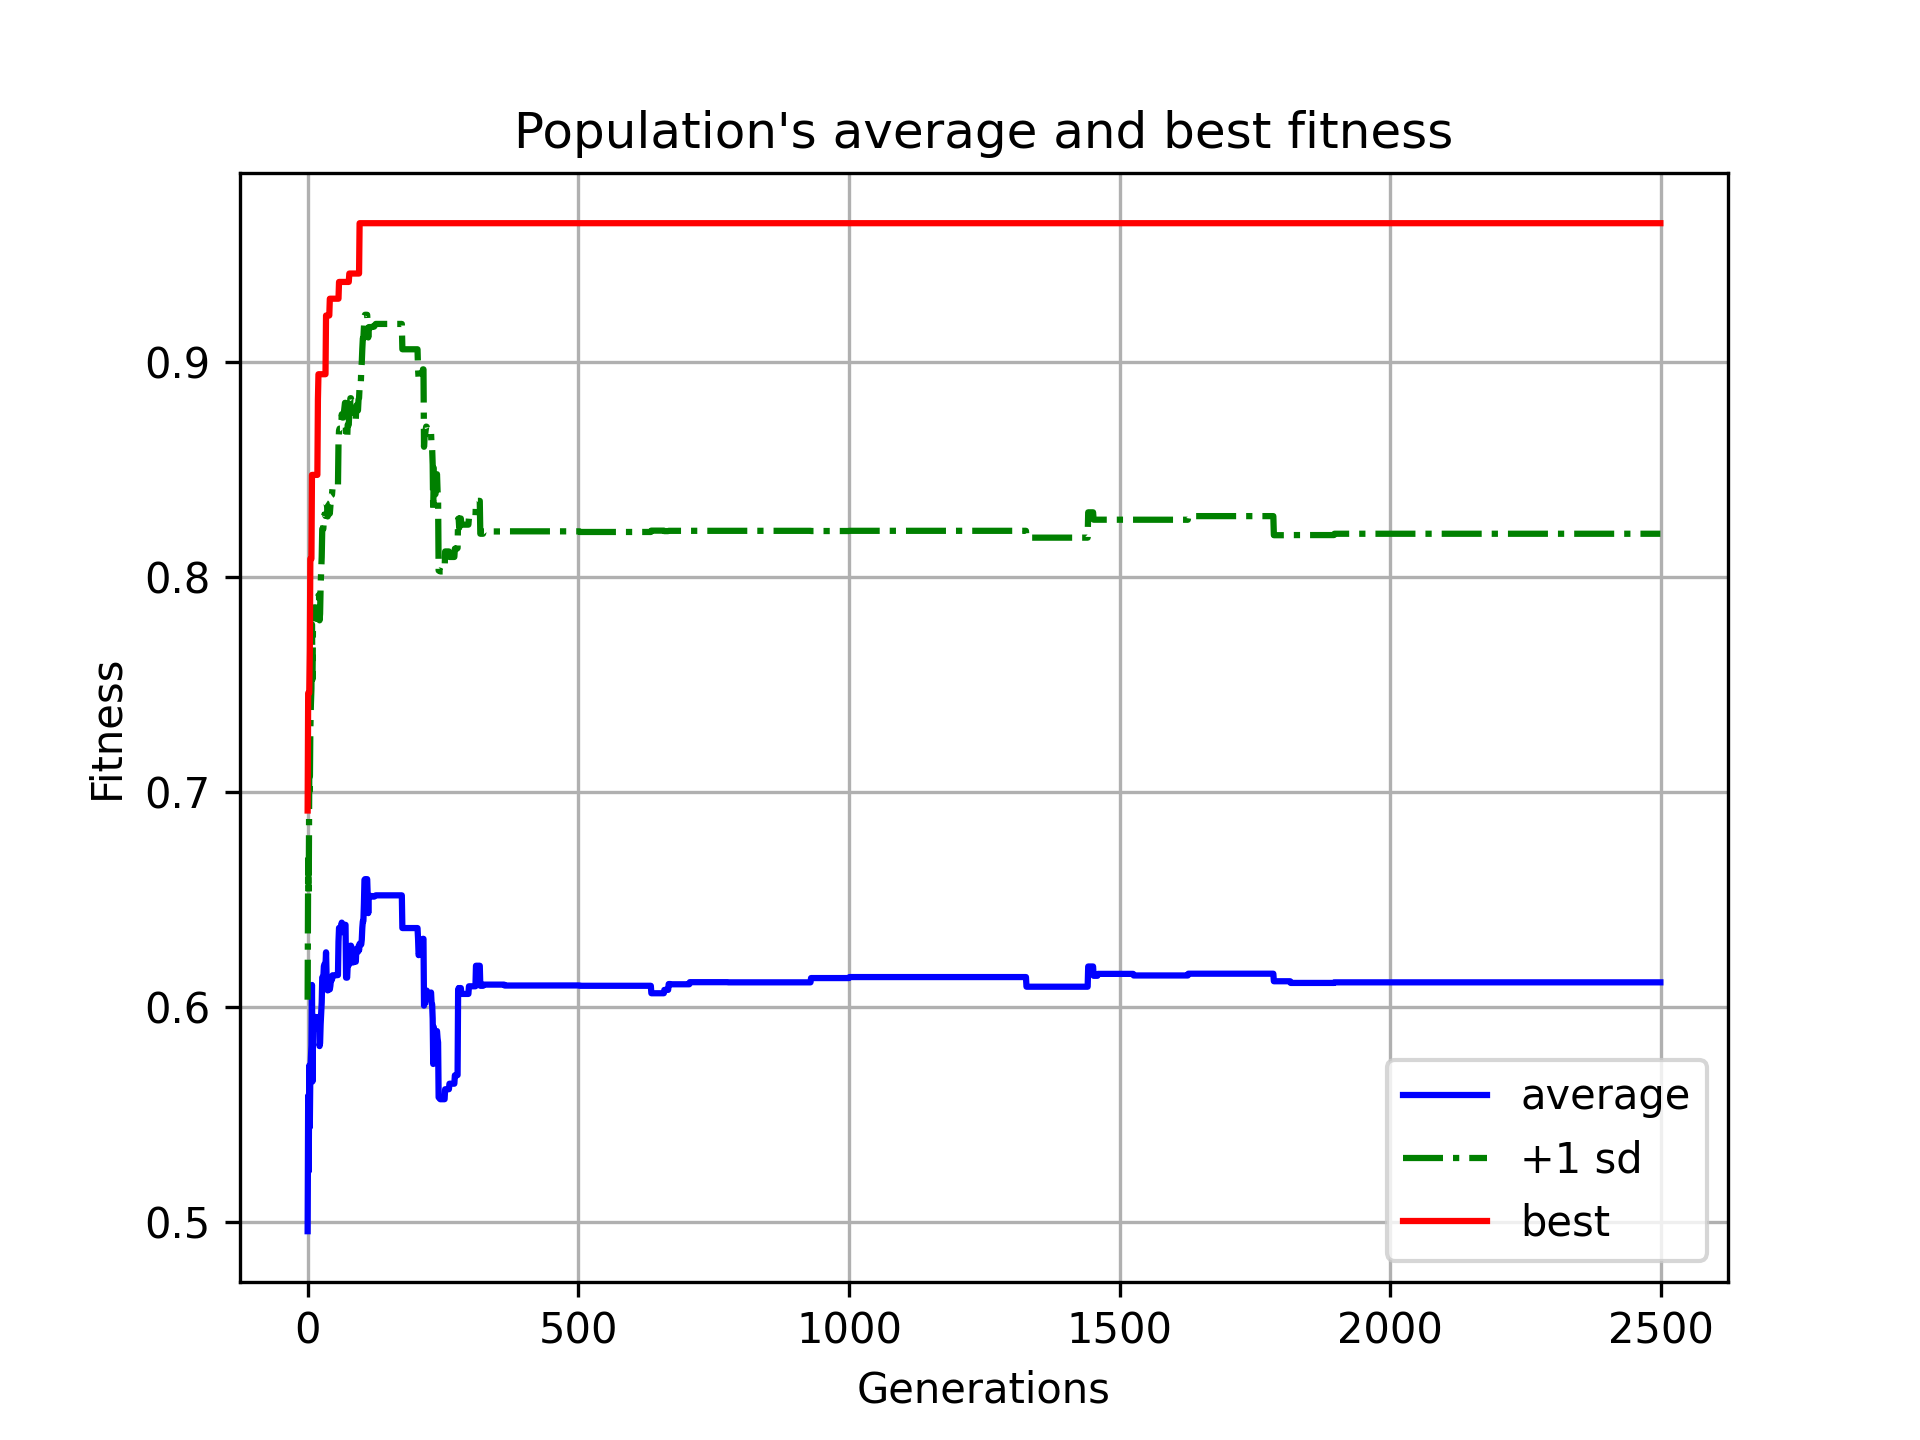 Population's average and best fitness
Fitness
0.9
0.8
0.7
0.6
0.5
0 500 1000 1500 2000 2500
Generations
average
+1 sd
best